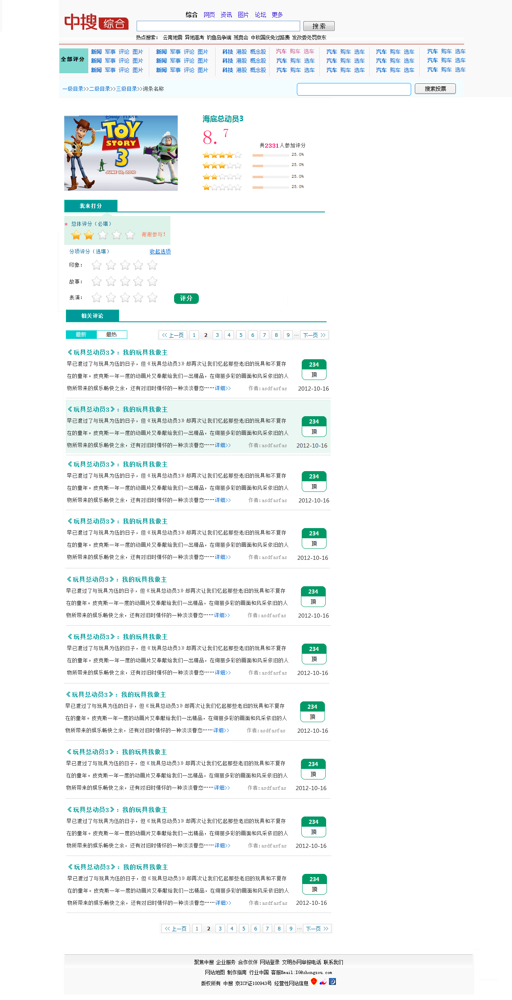 中搜 综合
综合 网页 资讯 图片 论坛 更多
搜 索
热点搜索： 云南地震 异地高考 钓鱼岛争端 残奥会 中秋国庆免过路费 发改委处罚京东
全部评分
新闻 军事 评论 图片 新闻 军事 评论 图片 科技 港股 概念股 汽车 购车 选车 汽车 购车 选车 汽车 购车 选车 汽车 购车 选车
新闻 军事 评论 图片 新闻 军事 评论 图片 科技 港股 概念股 汽车 购车 选车 汽车 购车 选车 汽车 购车 选车 汽车 购车 选车
新闻 军事 评论 图片 新闻 军事 评论 图片 科技 港股 概念股 汽车 购车 选车 汽车 购车 选车 汽车 购车 选车 汽车 购车 选车
一级目录>>二级目录>>三级目录>>词条名称
搜索投票
DISNEY · PIXAR
TOY
STORY
3
JUNE 18, 2010
海底总动员3
8.7
共2331人参加评分
25.0%
25.0%
25.0%
25.0%
我来打分
* 总体评分（必填）
谢谢参与！
分项评分（选填） 收起选项
印象：
故事：
表演：
评分
相关评论
最新 最热
<< 上一页 1 2 3 4 5 6 7 8 9 ··· 下一页 >>
《玩具总动员3》：我的玩具我做主
早已渡过了与玩具为伍的日子，但《玩具总动员3》却再次让我们忆起那些老旧的玩具和不复存
在的童年。皮克斯一年一度的动画片又奉献给我们一出精品，在绚丽多彩的画面和风采依旧的人
物所带来的娱乐畅快之余，还有对旧时情怀的一种淡淡眷恋……详细>> 作者:asdfasfas
234
顶
2012-10-16
《玩具总动员3》：我的玩具我做主
早已渡过了与玩具为伍的日子，但《玩具总动员3》却再次让我们忆起那些老旧的玩具和不复存
在的童年。皮克斯一年一度的动画片又奉献给我们一出精品，在绚丽多彩的画面和风采依旧的人
物所带来的娱乐畅快之余，还有对旧时情怀的一种淡淡眷恋……详细>> 作者:asdfasfas
234
顶
2012-10-16
《玩具总动员3》：我的玩具我做主
早已渡过了与玩具为伍的日子，但《玩具总动员3》却再次让我们忆起那些老旧的玩具和不复存
在的童年。皮克斯一年一度的动画片又奉献给我们一出精品，在绚丽多彩的画面和风采依旧的人
物所带来的娱乐畅快之余，还有对旧时情怀的一种淡淡眷恋……详细>> 作者:asdfasfas
234
顶
2012-10-16
《玩具总动员3》：我的玩具我做主
早已渡过了与玩具为伍的日子，但《玩具总动员3》却再次让我们忆起那些老旧的玩具和不复存
在的童年。皮克斯一年一度的动画片又奉献给我们一出精品，在绚丽多彩的画面和风采依旧的人
物所带来的娱乐畅快之余，还有对旧时情怀的一种淡淡眷恋……详细>> 作者:asdfasfas
234
顶
2012-10-16
《玩具总动员3》：我的玩具我做主
早已渡过了与玩具为伍的日子，但《玩具总动员3》却再次让我们忆起那些老旧的玩具和不复存
在的童年。皮克斯一年一度的动画片又奉献给我们一出精品，在绚丽多彩的画面和风采依旧的人
物所带来的娱乐畅快之余，还有对旧时情怀的一种淡淡眷恋……详细>> 作者:asdfasfas
234
顶
2012-10-16
《玩具总动员3》：我的玩具我做主
早已渡过了与玩具为伍的日子，但《玩具总动员3》却再次让我们忆起那些老旧的玩具和不复存
在的童年。皮克斯一年一度的动画片又奉献给我们一出精品，在绚丽多彩的画面和风采依旧的人
物所带来的娱乐畅快之余，还有对旧时情怀的一种淡淡眷恋……详细>> 作者:asdfasfas
234
顶
2012-10-16
《玩具总动员3》：我的玩具我做主
早已渡过了与玩具为伍的日子，但《玩具总动员3》却再次让我们忆起那些老旧的玩具和不复存
在的童年。皮克斯一年一度的动画片又奉献给我们一出精品，在绚丽多彩的画面和风采依旧的人
物所带来的娱乐畅快之余，还有对旧时情怀的一种淡淡眷恋……详细>> 作者:asdfasfas
234
顶
2012-10-16
《玩具总动员3》：我的玩具我做主
早已渡过了与玩具为伍的日子，但《玩具总动员3》却再次让我们忆起那些老旧的玩具和不复存
在的童年。皮克斯一年一度的动画片又奉献给我们一出精品，在绚丽多彩的画面和风采依旧的人
物所带来的娱乐畅快之余，还有对旧时情怀的一种淡淡眷恋……详细>> 作者:asdfasfas
234
顶
2012-10-16
《玩具总动员3》：我的玩具我做主
早已渡过了与玩具为伍的日子，但《玩具总动员3》却再次让我们忆起那些老旧的玩具和不复存
在的童年。皮克斯一年一度的动画片又奉献给我们一出精品，在绚丽多彩的画面和风采依旧的人
物所带来的娱乐畅快之余，还有对旧时情怀的一种淡淡眷恋……详细>> 作者:asdfasfas
234
顶
2012-10-16
《玩具总动员3》：我的玩具我做主
早已渡过了与玩具为伍的日子，但《玩具总动员3》却再次让我们忆起那些老旧的玩具和不复存
在的童年。皮克斯一年一度的动画片又奉献给我们一出精品，在绚丽多彩的画面和风采依旧的人
物所带来的娱乐畅快之余，还有对旧时情怀的一种淡淡眷恋……详细>> 作者:asdfasfas
234
顶
2012-10-16
<< 上一页 1 2 3 4 5 6 7 8 9 ··· 下一页 >>
聚焦中搜 企业服务 合作伙伴 网站登录 文明办网举报电话 联系我们
网站地图 制作指南 行业中国 客服Email:IG@zhongsou.com
版权所有 中搜 京ICP证100943号 经营性网站信息